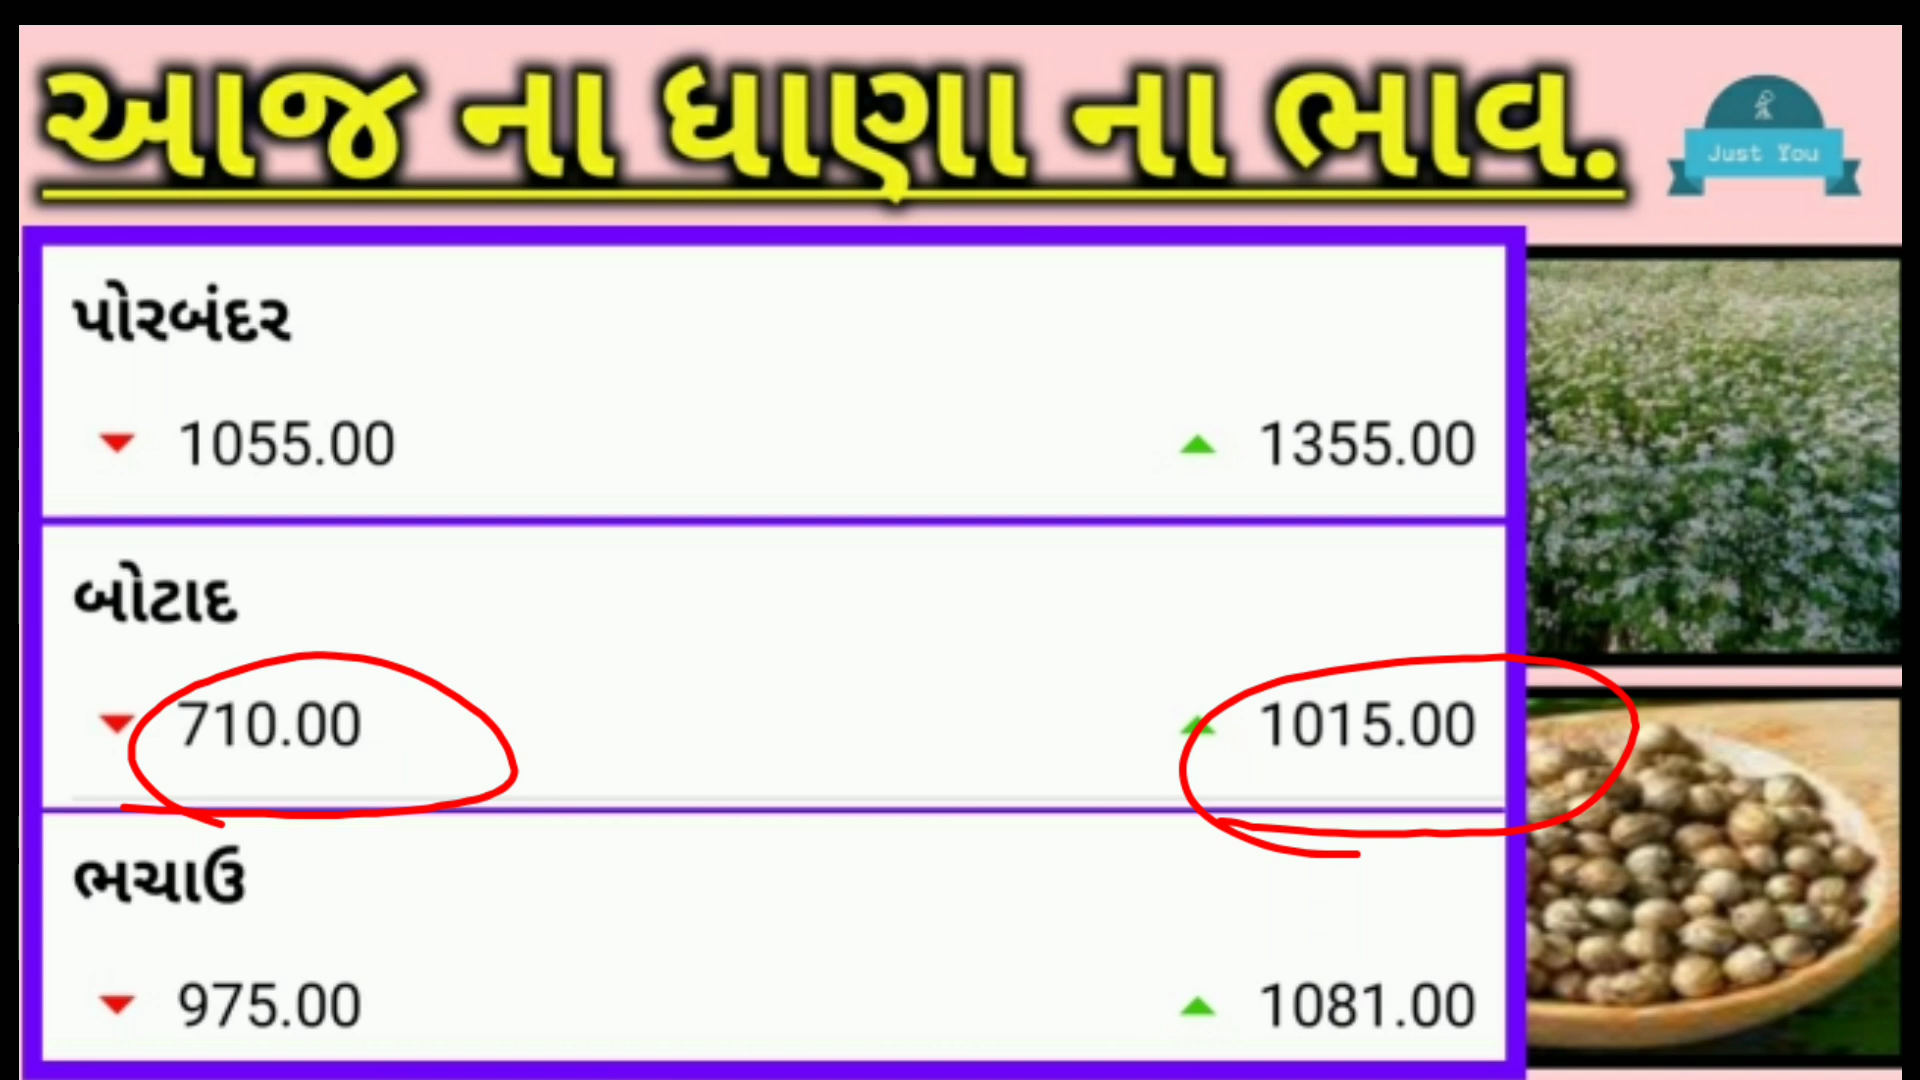 આજ ના ધાણા ના ભાવ.
Just You
પોરબંદર
1055.00 1355.00
બોટાદ
710.00 1015.00
ભચાઉ
975.00 1081.00